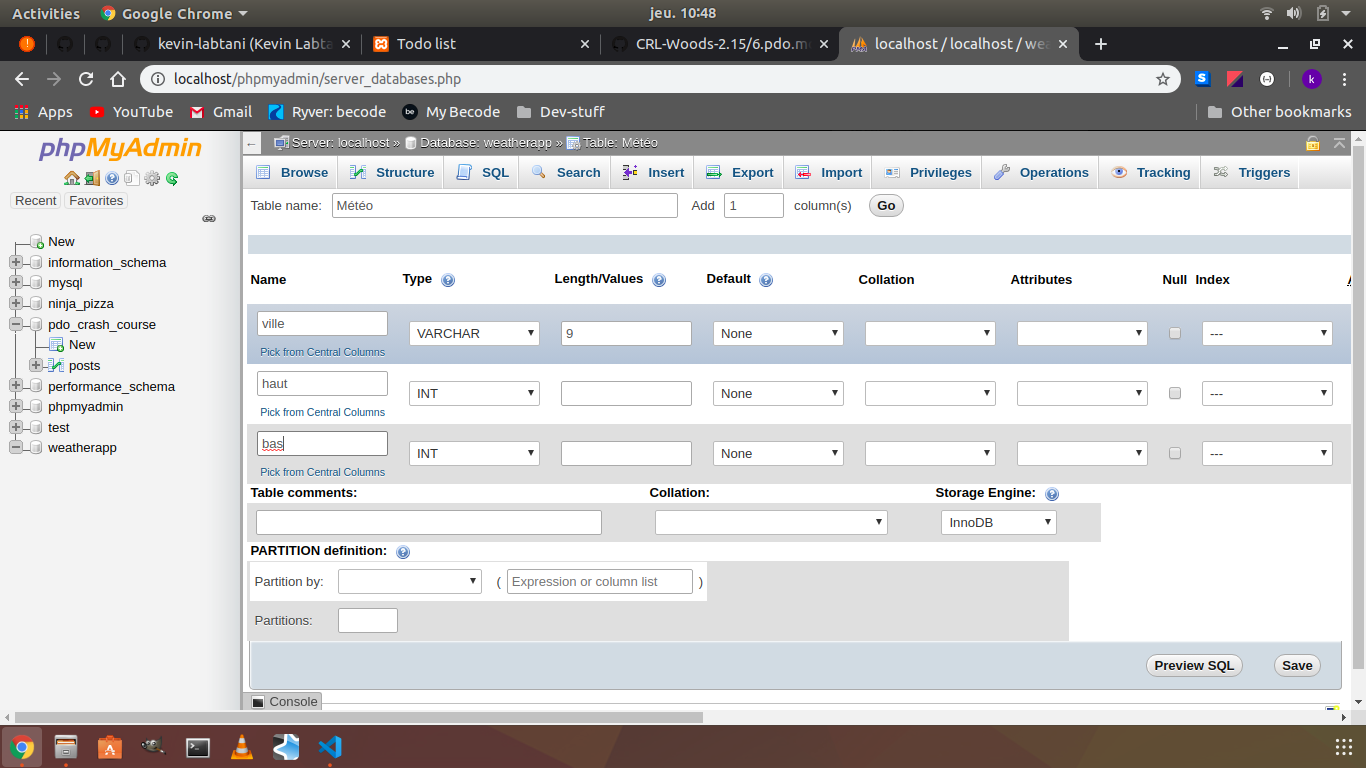 Activities Google Chrome jeu. 10:48
kevin-labtani (Kevin Labta Todo list CRL-Woods-2.15/6.pdo.m localhost / localhost / wea
localhost/phpmyadmin/server_databases.php k
Apps YouTube Gmail Ryver: becode be My Becode Dev-stuff Other bookmarks
phpMyAdmin
Recent Favorites
New
information_schema
mysql
ninja_pizza
pdo_crash_course
New
posts
performance_schema
phpmyadmin
test
weatherapp
Server: localhost » Database: weatherapp » Table: Météo
Browse Structure SQL Search Insert Export Import Privileges Operations Tracking Triggers
Table name: Météo Add 1 column(s) Go
Name Type Length/Values Default Collation Attributes Null Index
ville VARCHAR 9 None ---
Pick from Central Columns
haut INT None ---
Pick from Central Columns
bas INT None ---
Pick from Central Columns
Table comments: Collation: Storage Engine:
InnoDB
PARTITION definition:
Partition by: ( Expression or column list )
Partitions:
Preview SQL Save
Console